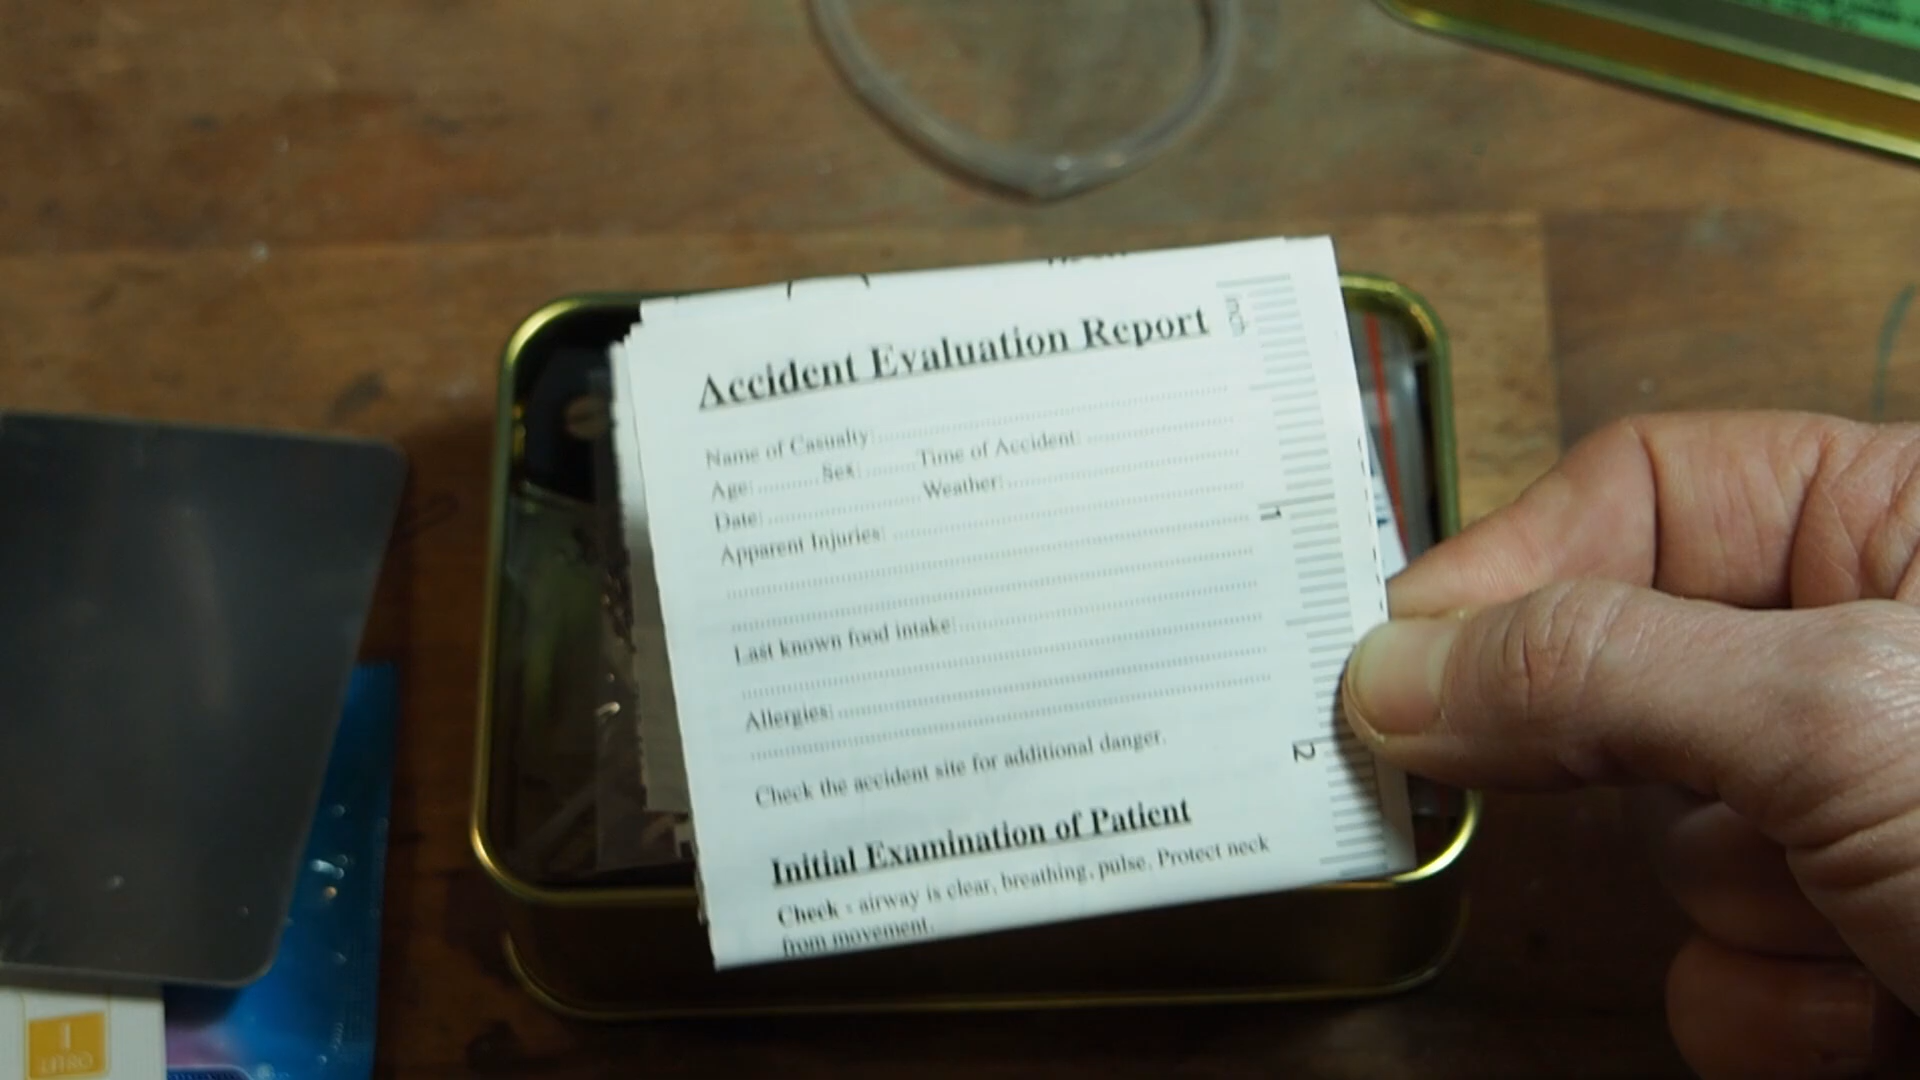 Accident Evaluation Report
inch
Name of Casualty:
Age: Sex: Time of Accident:
Date: Weather:
Apparent Injuries:
1
Last known food intake:
Allergies:
2
Check the accident site for additional danger.
Initial Examination of Patient
Check - airway is clear, breathing, pulse, Protect neck
from movement.
1
LITRO